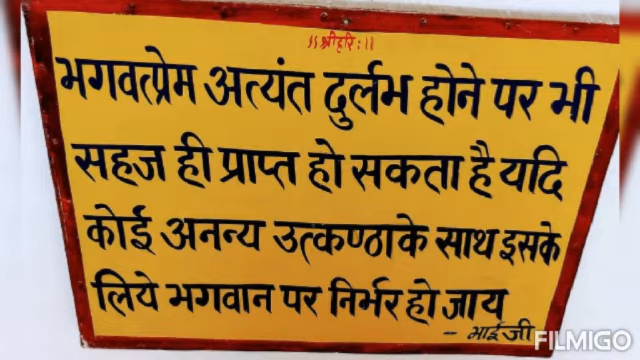 ।।श्रीहरि:।।
भगवत्प्रेम अत्यंत दुर्लभ होने पर भी
सहज ही प्राप्त हो सकता है यदि
कोई अनन्य उत्कण्ठाके साथ इसके
लिये भगवान पर निर्भर हो जाय
- भाईजी
FILMIGO